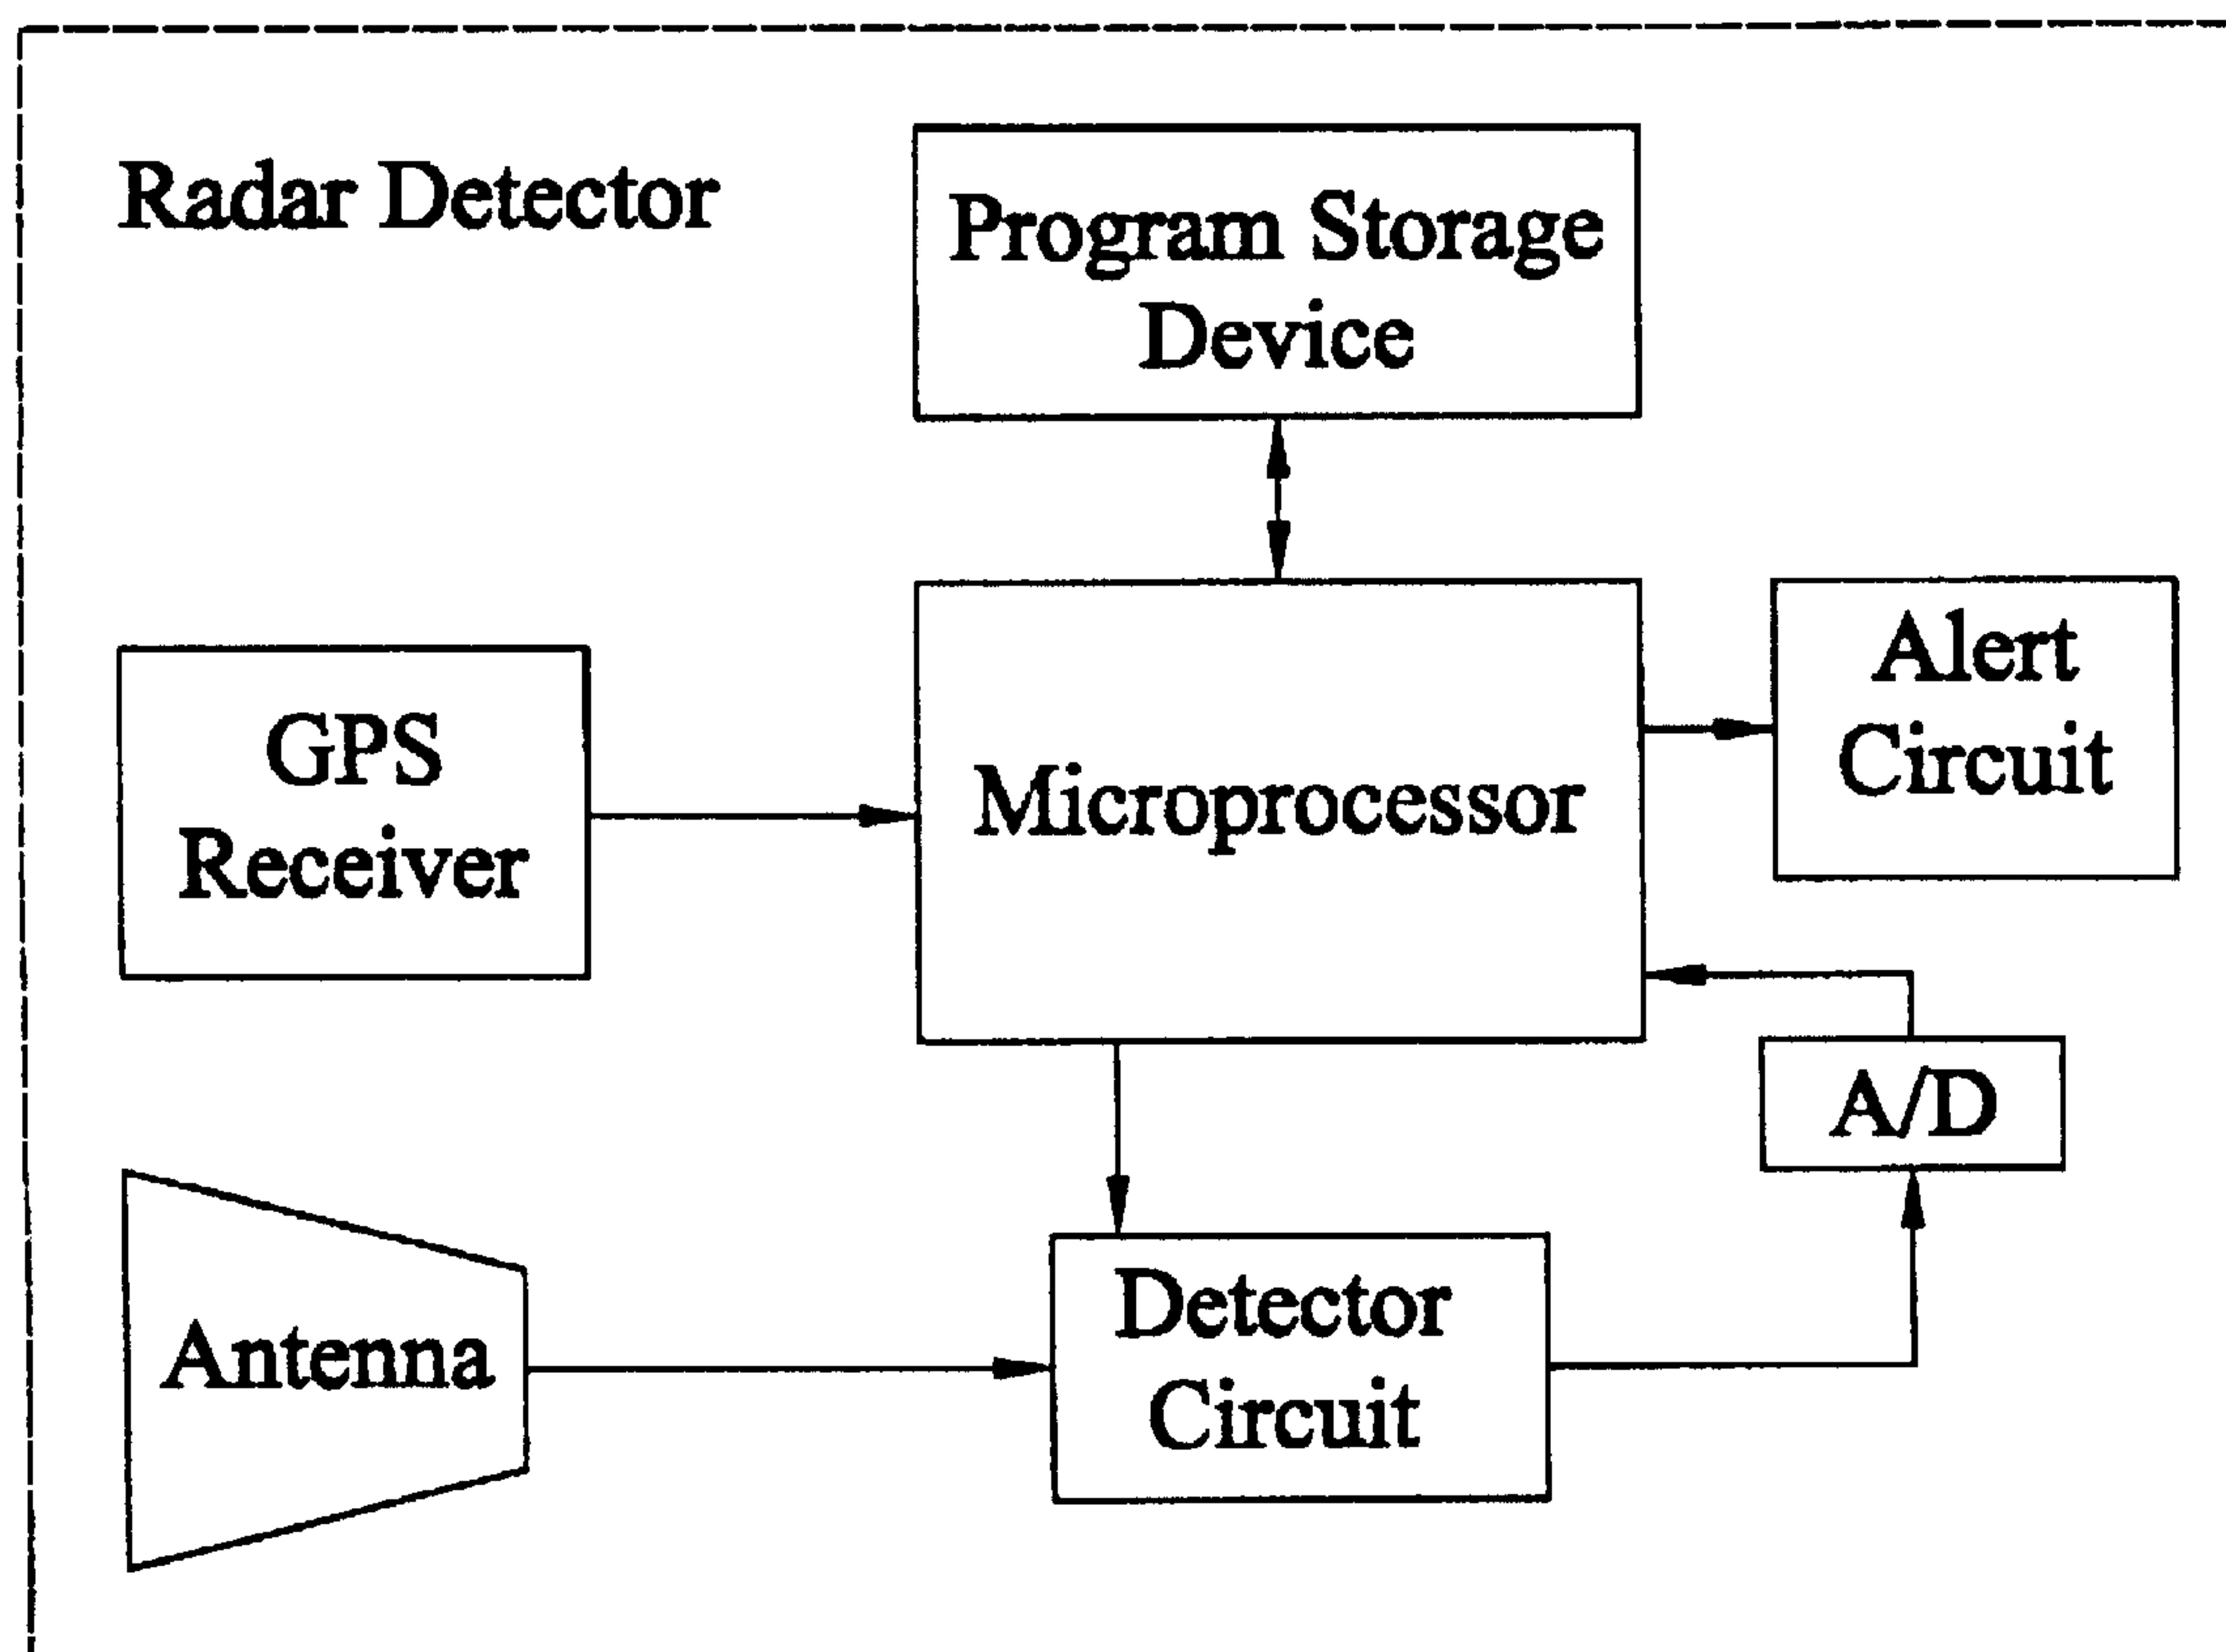 Radar Detector
Program Storage
Device
GPS
Receiver
Microprocessor
Alert
Circuit
A/D
Antenna
Detector
Circuit